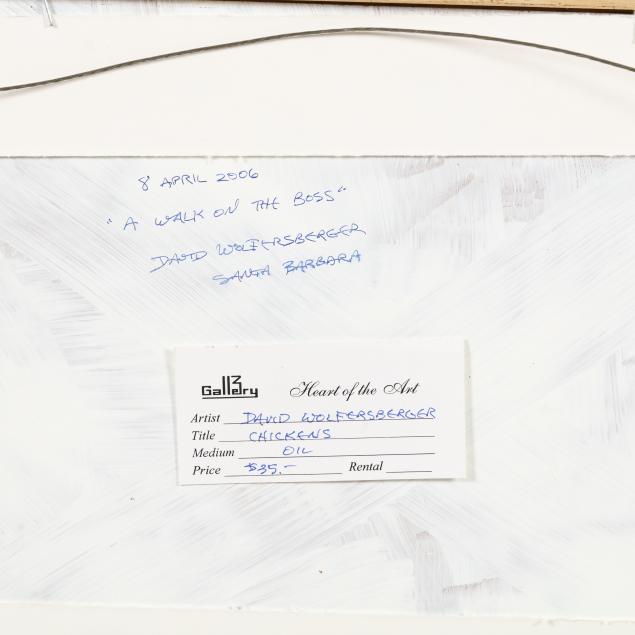 8 APRIL 2006
"A WALK ON THE BOSS"
DAVID WOLFERSBERGER
SANTA BARBARA
Gallery 3 Heart of the Art
Artist DAVID WOLFERSBERGER
Title CHICKENS
Medium OIL
Price $35.- Rental